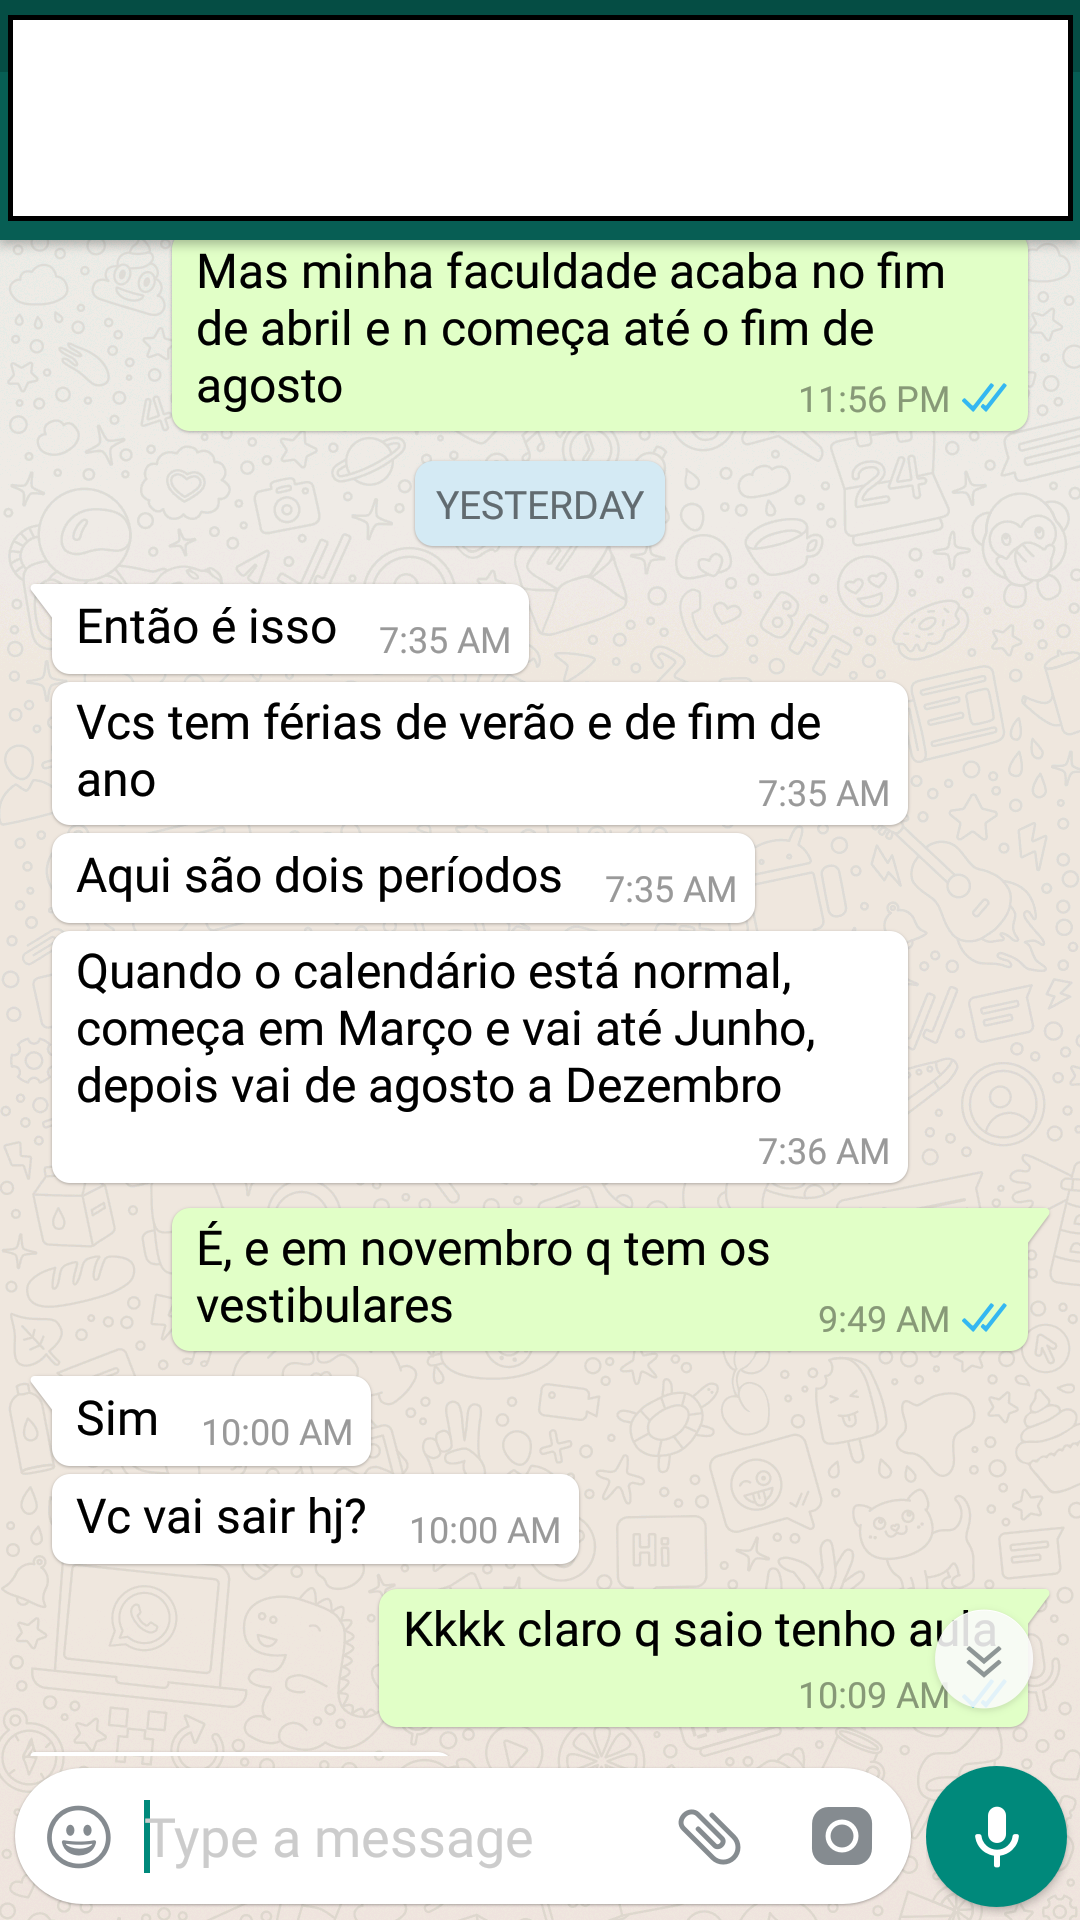 Mas minha faculdade acaba no fim
de abril e n começa até o fim de
agosto
11:56 PM
YESTERDAY
Então é isso 7:35 AM
Vcs tem férias de verão e de fim de
ano
7:35 AM
Aqui são dois períodos 7:35 AM
Quando o calendário está normal,
começa em Março e vai até Junho,
depois vai de agosto a Dezembro
7:36 AM
É, e em novembro q tem os
vestibulares
9:49 AM
Sim 10:00 AM
Vc vai sair hj? 10:00 AM
Kkkk claro q saio tenho aula
10:09 AM
Type a message